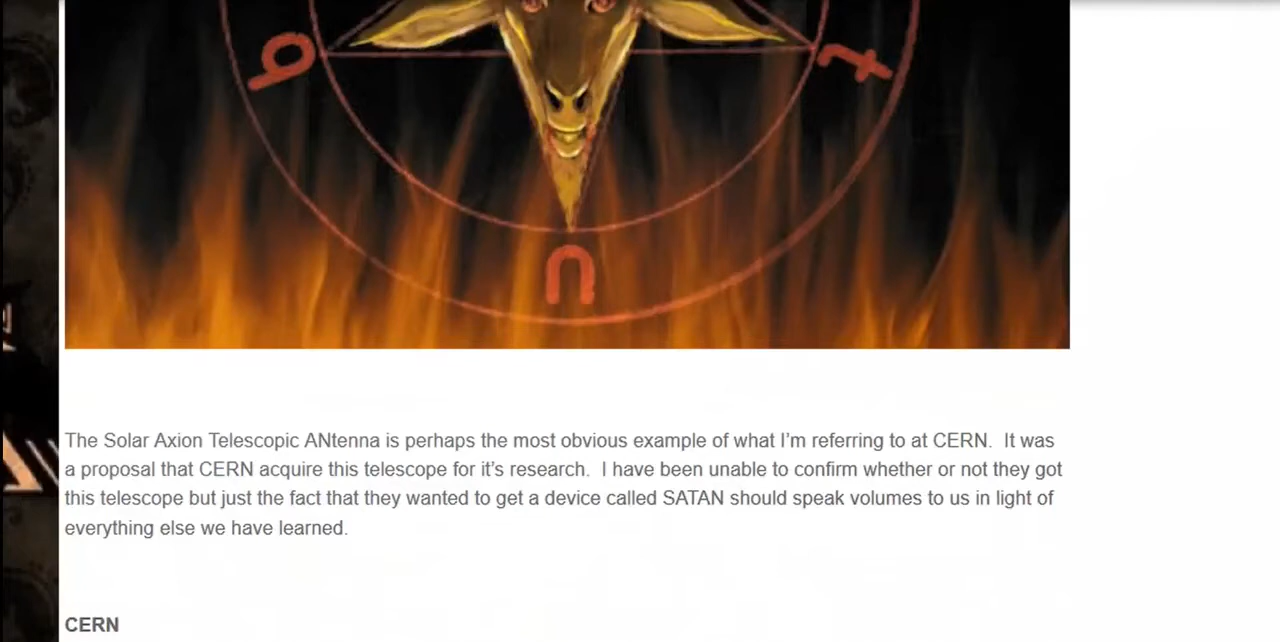 The Solar Axion Telescopic ANtenna is perhaps the most obvious example of what I’m referring to at CERN.  It was
a proposal that CERN acquire this telescope for it’s research.  I have been unable to confirm whether or not they got
this telescope but just the fact that they wanted to get a device called SATAN should speak volumes to us in light of
everything else we have learned.
CERN